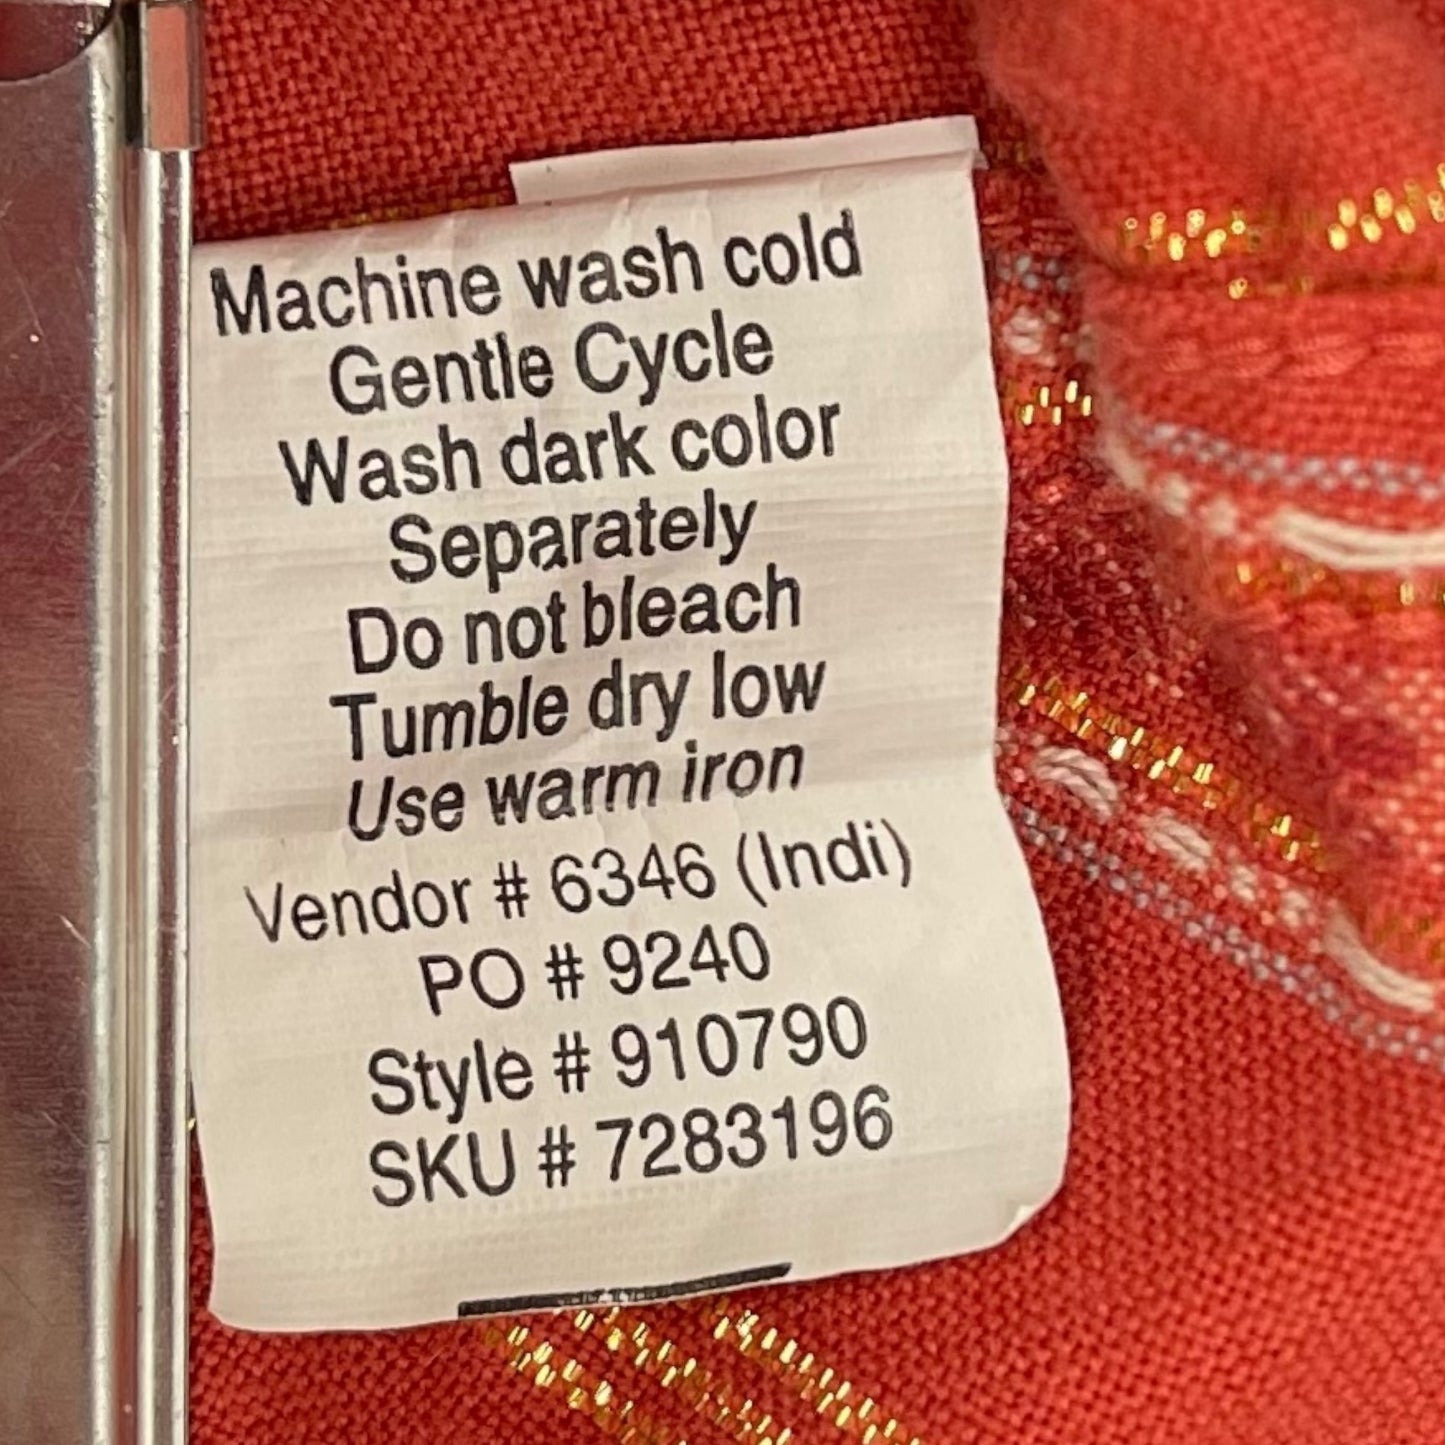 Machine wash cold
Gentle Cycle
Wash dark color
Separately
Do not bleach
Tumble dry low
Use warm iron
Vendor # 6346 (Indi)
PO # 9240
Style # 910790
SKU # 7283196